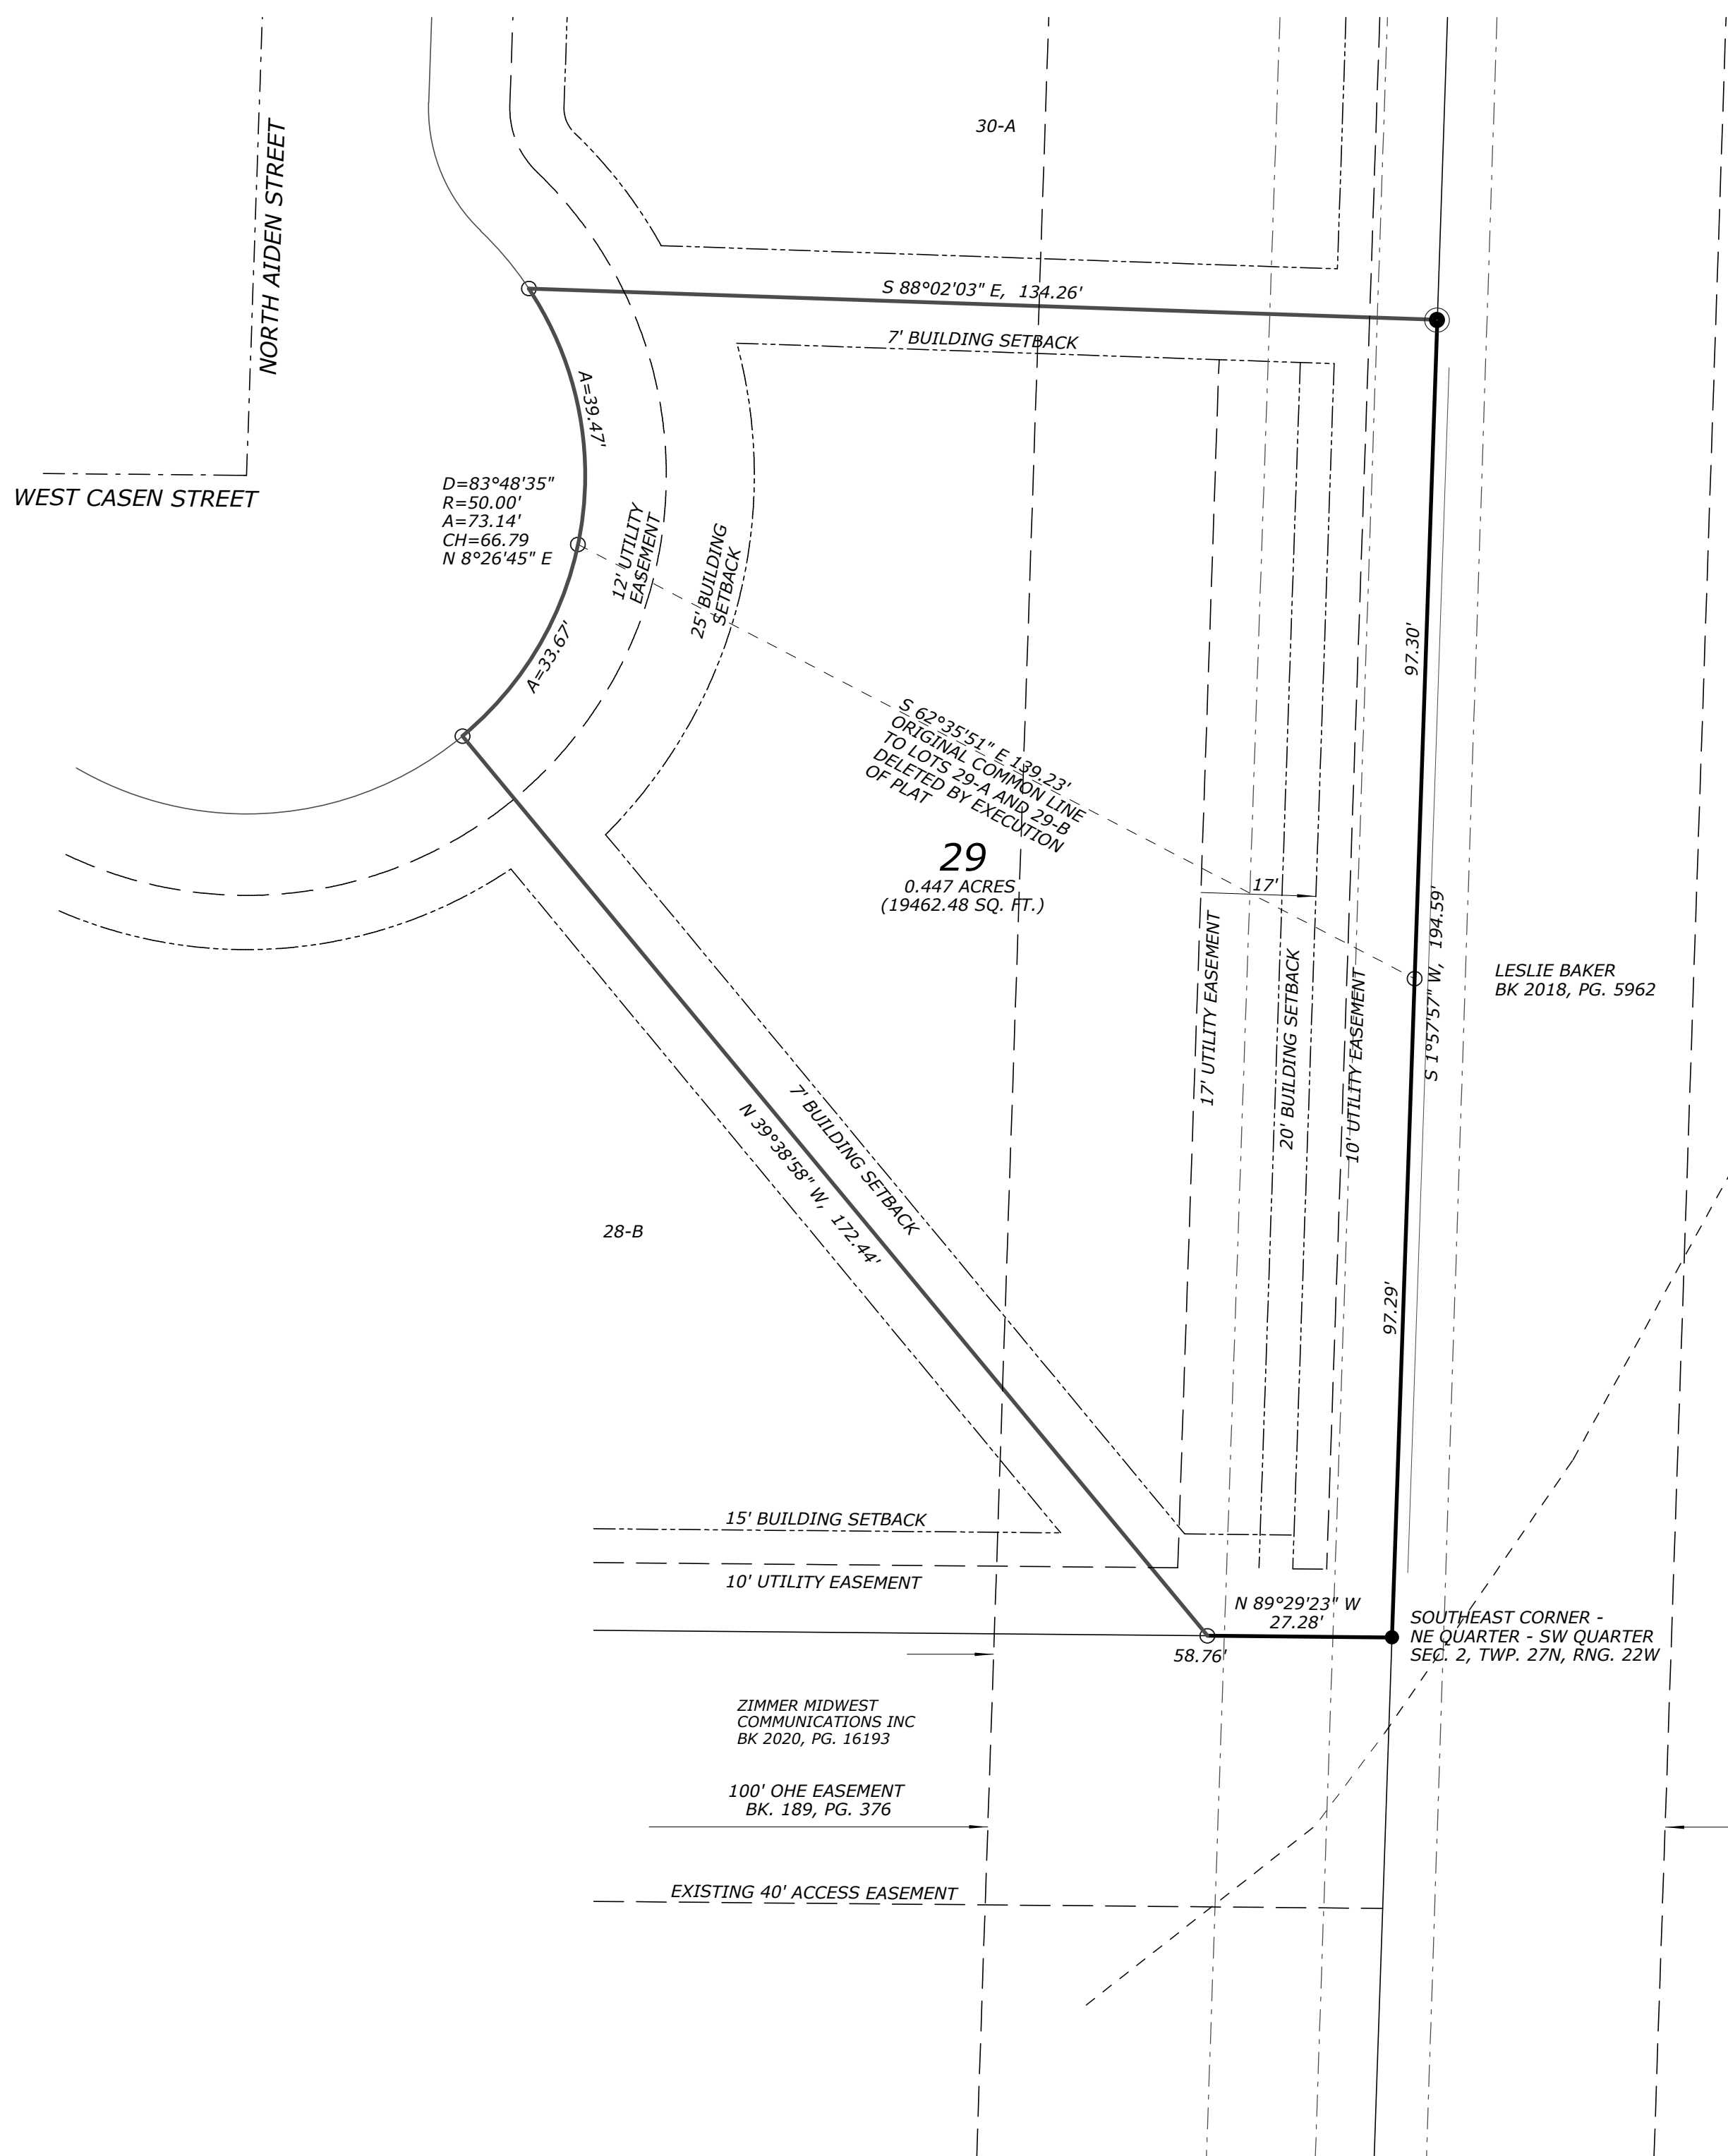 30-A
NORTH AIDEN STREET
S 88°02'03" E, 134.26'
7' BUILDING SETBACK
A=39.47'
WEST CASEN STREET
D=83°48'35"
R=50.00'
A=73.14'
CH=66.79
N 8°26'45" E
12' UTILITY
EASEMENT
25' BUILDING
SETBACK
A=33.67'
97.30'
S 62°35'51" E 139.23'
ORIGINAL COMMON LINE
TO LOTS 29-A AND 29-B
DELETED BY EXECUTION
OF PLAT
29
0.447 ACRES
(19462.48 SQ. FT.)
17'
17' UTILITY EASEMENT
20' BUILDING SETBACK
10' UTILITY EASEMENT
S 1°57'57" W, 194.59'
LESLIE BAKER
BK 2018, PG. 5962
7' BUILDING SETBACK
N 39°38'58" W, 172.44'
28-B
97.29'
15' BUILDING SETBACK
10' UTILITY EASEMENT
N 89°29'23" W
27.28'
58.76'
SOUTHEAST CORNER -
NE QUARTER - SW QUARTER
SEC. 2, TWP. 27N, RNG. 22W
ZIMMER MIDWEST
COMMUNICATIONS INC
BK 2020, PG. 16193
100' OHE EASEMENT
BK. 189, PG. 376
EXISTING 40' ACCESS EASEMENT